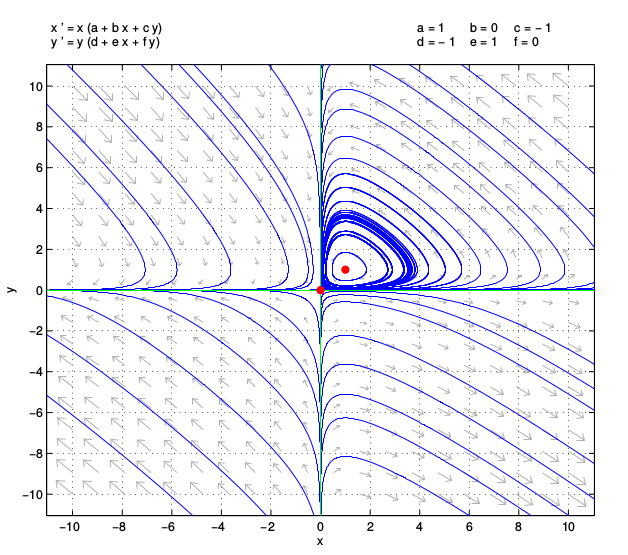 x ' = x (a + b x + c y)
y ' = y (d + e x + f y)
a = 1 b = 0 c = − 1
d = − 1 e = 1 f = 0
10
8
6
4
2
0
−2
−4
−6
−8
−10
y
−10 −8 −6 −4 −2 0 2 4 6 8 10
x